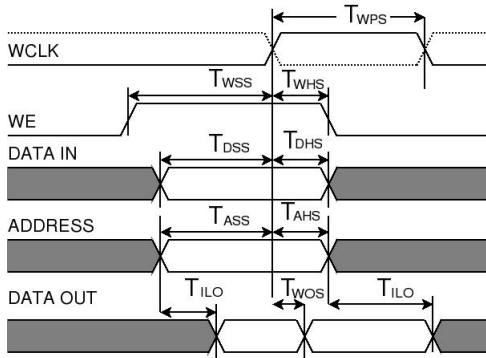 TWPS
WCLK
TWSS TWHS
WE
DATA IN
TDSS TDHS
ADDRESS
TASS TAHS
DATA OUT
TILO TWOS TILO